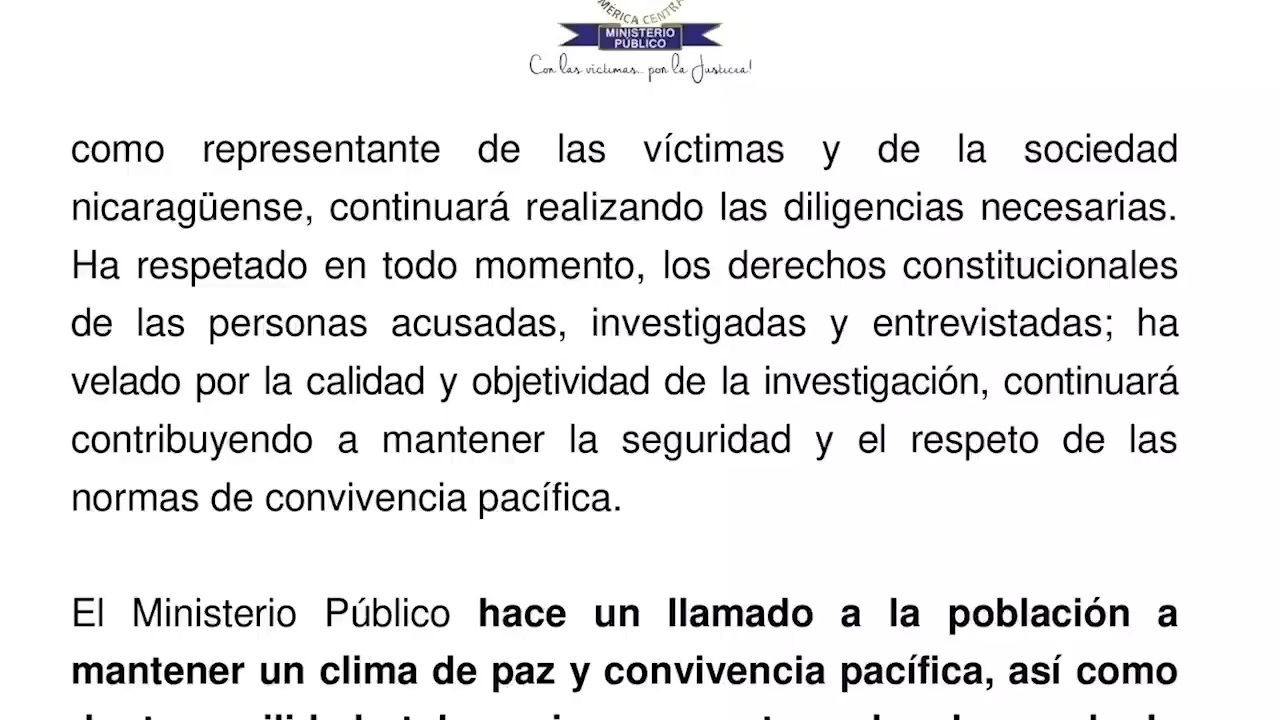 AMÉRICA CENTRAL
MINISTERIO
PÚBLICO
Con las víctimas... por la Justicia!
como representante de las víctimas y de la sociedad
nicaragüense, continuará realizando las diligencias necesarias.
Ha respetado en todo momento, los derechos constitucionales
de las personas acusadas, investigadas y entrevistadas; ha
velado por la calidad y objetividad de la investigación, continuará
contribuyendo a mantener la seguridad y el respeto de las
normas de convivencia pacífica.
El Ministerio Público hace un llamado a la población a
mantener un clima de paz y convivencia pacífica, así como